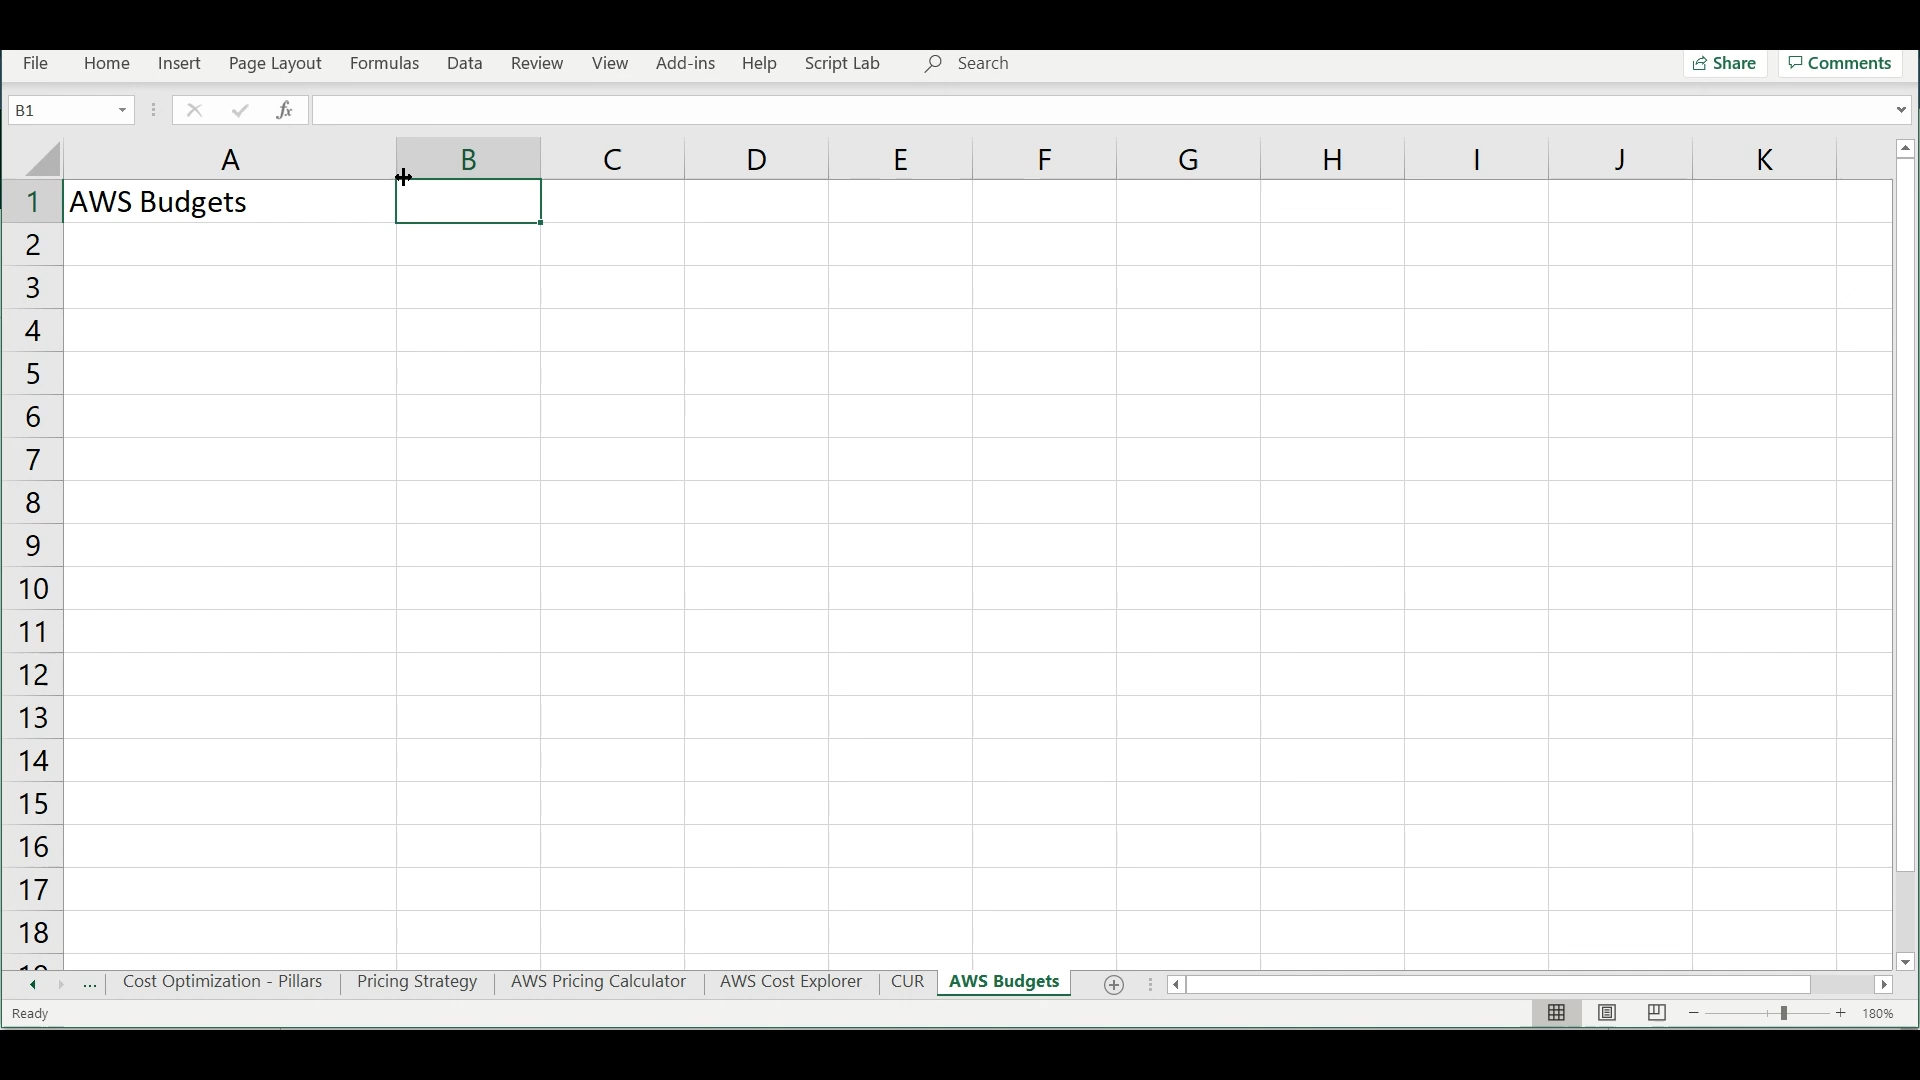 File Home Insert Page Layout Formulas Data Review View Add-ins Help Script Lab Search Share Comments
B1 fx
A B C D E F G H I J K
1 AWS Budgets
2
3
4
5
6
7
8
9
10
11
12
13
14
15
16
17
18
... Cost Optimization - Pillars Pricing Strategy AWS Pricing Calculator AWS Cost Explorer CUR AWS Budgets
Ready 180%